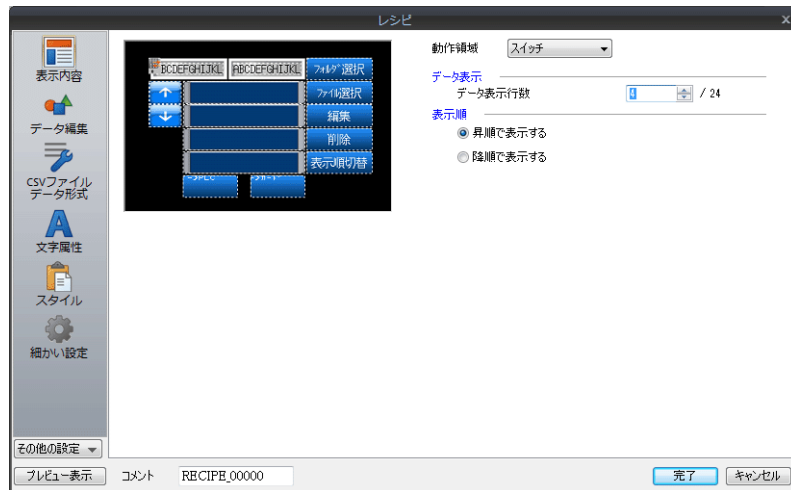 レシピ
x
表示内容
データ編集
CSVファイル
データ形式
文字属性
スタイル
細かい設定
その他の設定
BCDEFGHIJKL ABCDEFGHIJKL
フォルダ選択
ファイル選択
編集
削除
表示順切替
動作領域 スイッチ
データ表示
データ表示行数 4 / 24
表示順
昇順で表示する
降順で表示する
プレビュー表示 コメント RECIPE_00000 完了 キャンセル